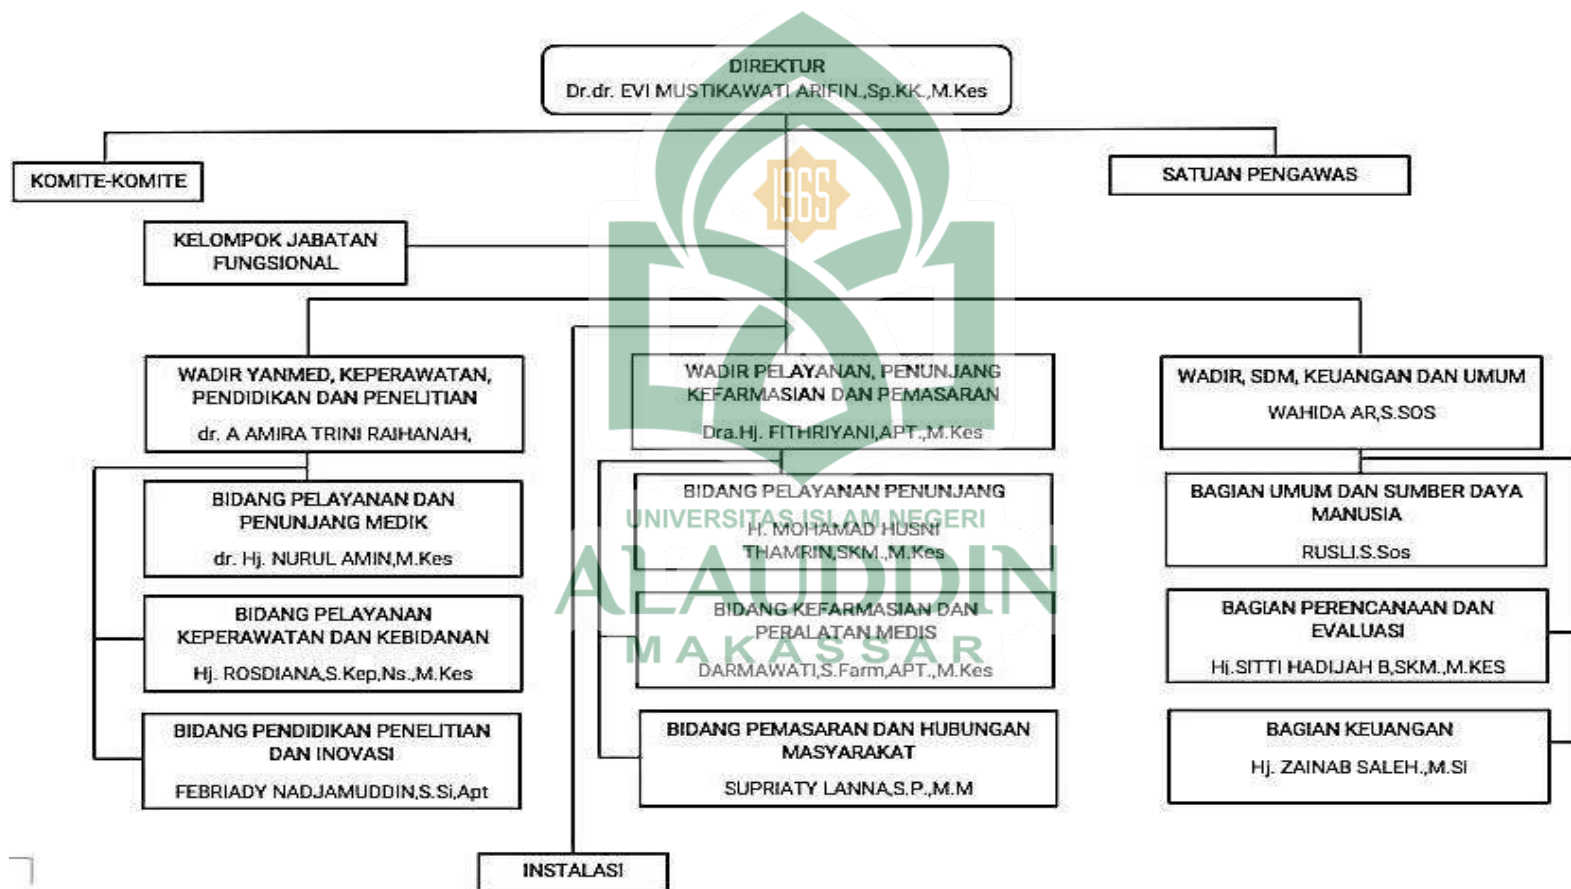 DIREKTUR
Dr.dr. EVI MUSTIKAWATI ARIFIN.,Sp.KK.,M.Kes
KOMITE-KOMITE
SATUAN PENGAWAS
1965
KELOMPOK JABATAN
FUNGSIONAL
WADIR YANMED, KEPERAWATAN,
PENDIDIKAN DAN PENELITIAN
dr. A AMIRA TRINI RAIHANAH,
WADIR PELAYANAN, PENUNJANG
KEFARMASIAN DAN PEMASARAN
Dra.Hj. FITHRIYANI,APT.,M.Kes
WADIR, SDM, KEUANGAN DAN UMUM
WAHIDA AR,S.SOS
BIDANG PELAYANAN DAN
PENUNJANG MEDIK
dr. Hj. NURUL AMIN,M.Kes
BIDANG PELAYANAN PENUNJANG
H. MOHAMAD HUSNI
THAMRIN,SKM.,M.Kes
BAGIAN UMUM DAN SUMBER DAYA
MANUSIA
RUSLI.S.Sos
UNIVERSITAS ISLAM NEGERI
ALAUDDIN
MAKASSAR
BIDANG PELAYANAN
KEPERAWATAN DAN KEBIDANAN
Hj. ROSDIANA,S.Kep,Ns.,M.Kes
BIDANG KEFARMASIAN DAN
PERALATAN MEDIS
DARMAWATI,S.Farm,APT.,M.Kes
BAGIAN PERENCANAAN DAN
EVALUASI
Hj.SITTI HADIJAH B,SKM.,M.KES
BIDANG PENDIDIKAN PENELITIAN
DAN INOVASI
FEBRIADY NADJAMUDDIN,S.Si,Apt
BIDANG PEMASARAN DAN HUBUNGAN
MASYARAKAT
SUPRIATY LANNA,S.P.,M.M
BAGIAN KEUANGAN
Hj. ZAINAB SALEH.,M.Si
INSTALASI